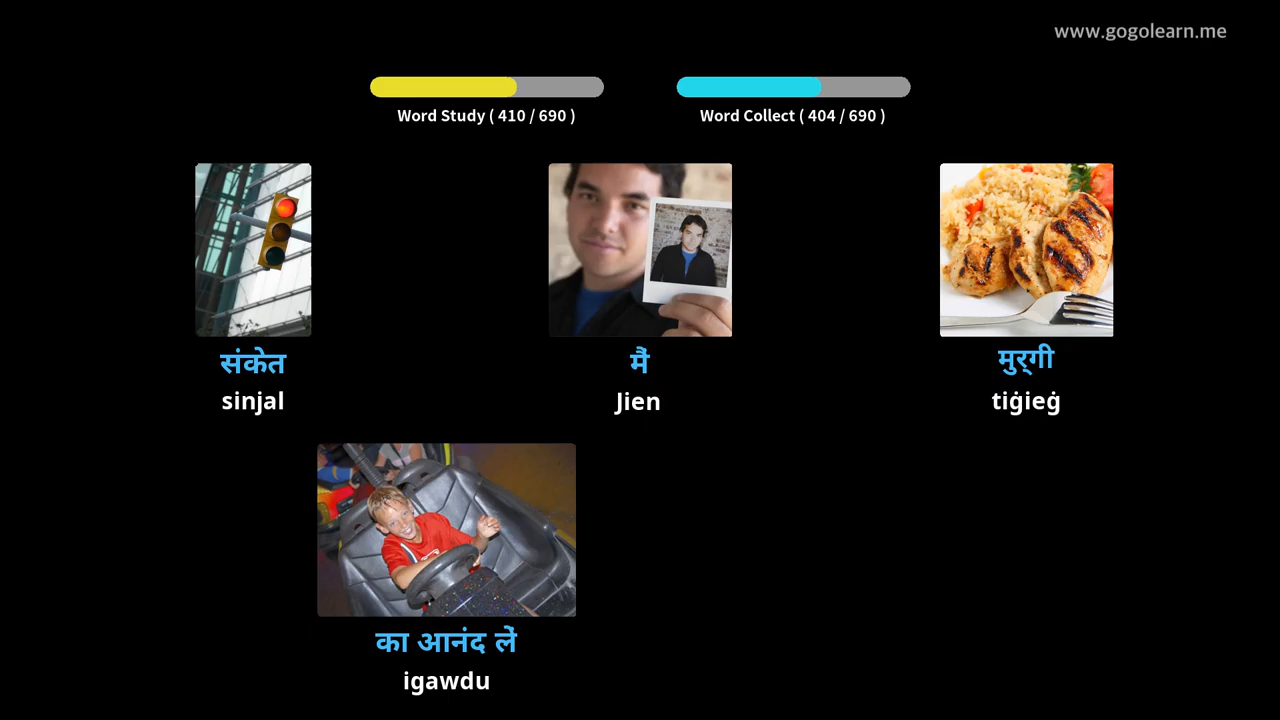 www.gogolearn.me
Word Study ( 410 / 690 )
Word Collect ( 404 / 690 )
संकेत
sinjal
मैं
Jien
मुर्गी
tiġieġ
का आनंद लें
igawdu